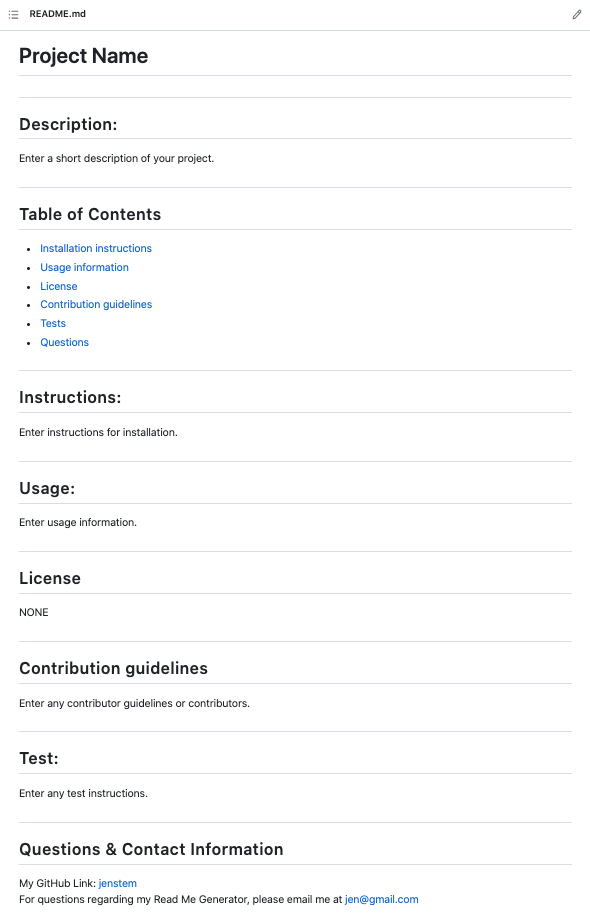 README.md
Project Name
Description:
Enter a short description of your project.
Table of Contents
Installation instructions
Usage information
License
Contribution guidelines
Tests
Questions
Instructions:
Enter instructions for installation.
Usage:
Enter usage information.
License
NONE
Contribution guidelines
Enter any contributor guidelines or contributors.
Test:
Enter any test instructions.
Questions & Contact Information
My GitHub Link: jenstem
For questions regarding my Read Me Generator, please email me at jen@gmail.com